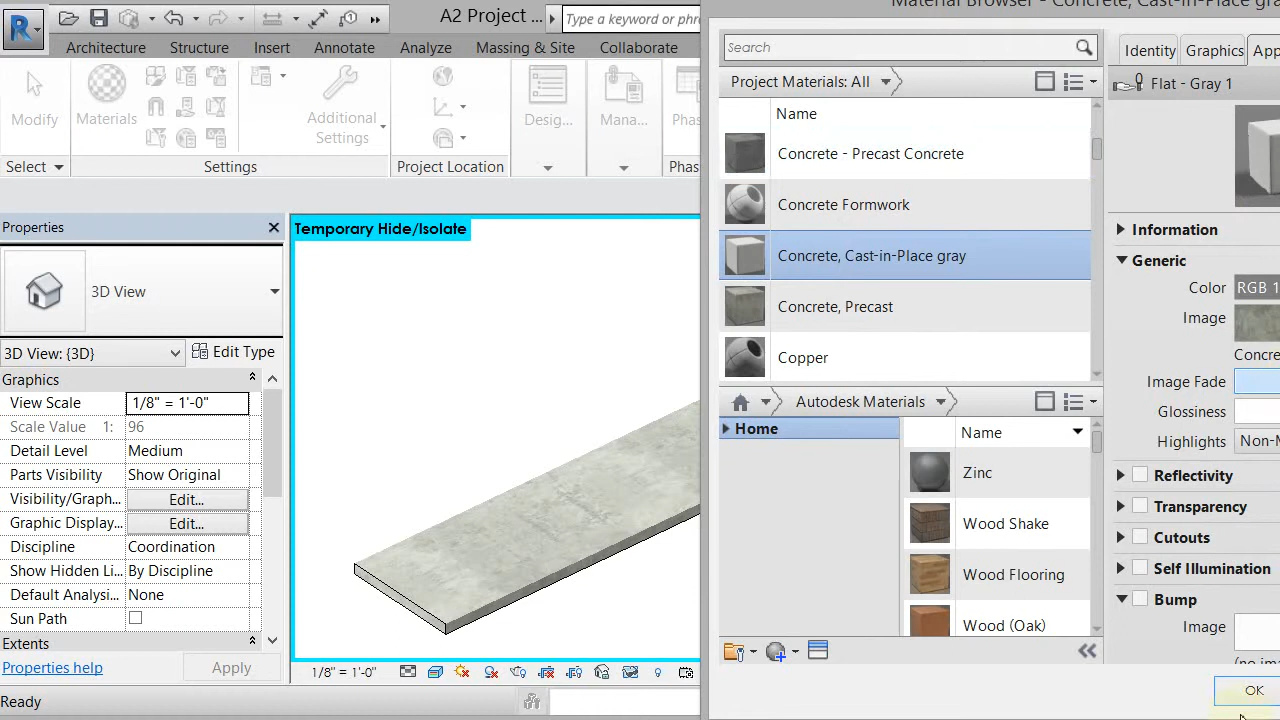 A2 Project ...
Type a keyword or phr
Architecture
Structure
Insert
Annotate
Analyze
Massing & Site
Collaborate
Modify
Materials
Additional
Settings
Desig...
Mana...
Phas
Select
Settings
Project Location
Phas
Properties
3D View
3D View: {3D}
Edit Type
Graphics
View Scale
1/8" = 1'-0"
Scale Value 1:
96
Detail Level
Medium
Parts Visibility
Show Original
Visibility/Graph...
Edit...
Graphic Display...
Edit...
Discipline
Coordination
Show Hidden Li...
By Discipline
Default Analysi...
None
Sun Path
Extents
Properties help
Apply
Ready
Temporary Hide/Isolate
1/8" = 1'-0"
Material Browser - Concrete, Cast-in-Place gra
Search
Project Materials: All
Name
Concrete - Precast Concrete
Concrete Formwork
Concrete, Cast-in-Place gray
Concrete, Precast
Copper
Autodesk Materials
Home
Name
Zinc
Wood Shake
Wood Flooring
Wood (Oak)
Identity
Graphics
App
Flat - Gray 1
Information
Generic
Color
RGB 1
Image
Concre
Image Fade
Glossiness
Highlights
Non-M
Reflectivity
Transparency
Cutouts
Self Illumination
Bump
Image
OK